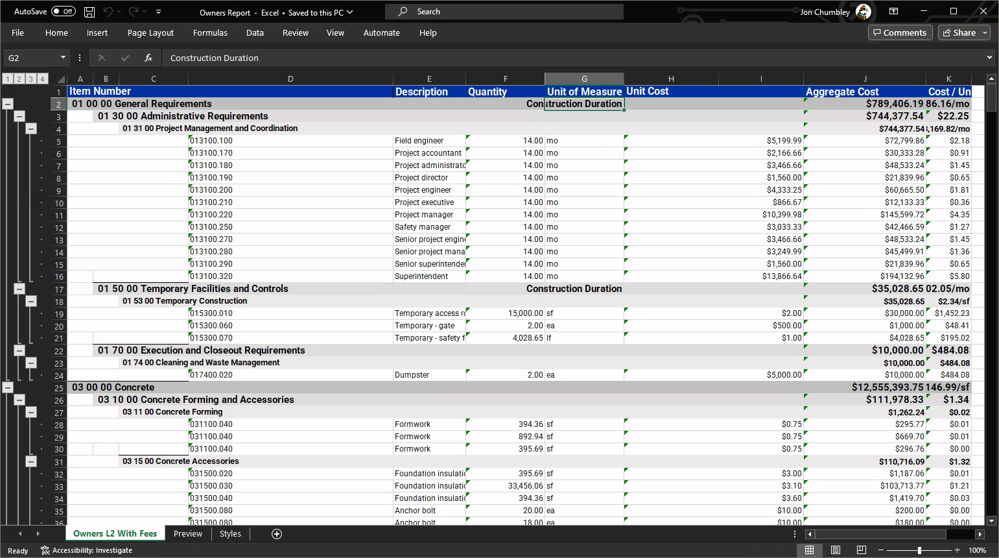 AutoSave Off Owners Report - Excel • Saved to this PC Search Jon Chumbley
File Home Insert Page Layout Formulas Data Review View Automate Help Comments Share
G2 fx Construction Duration
1 2 3 4 A B C D E F G H I J K
1 Item Number Description Quantity Unit of Measure Unit Cost Aggregate Cost Cost / Un
2 01 00 00 General Requirements Construction Duration $789,406.19 86.16/mo
3 01 30 00 Administrative Requirements $744,377.54 $22.25
4 01 31 00 Project Management and Coordination $744,377.54 ,169.82/mo
5 013100.100 Field engineer 14.00 mo $5,199.99 $72,799.86 $2.18
6 013100.170 Project accountant 14.00 mo $2,166.66 $30,333.28 $0.91
7 013100.180 Project administratc 14.00 mo $3,466.66 $48,533.24 $1.45
8 013100.190 Project director 14.00 mo $1,560.00 $21,839.96 $0.65
9 013100.200 Project engineer 14.00 mo $4,333.25 $60,665.50 $1.81
10 013100.210 Project executive 14.00 mo $866.67 $12,133.33 $0.36
11 013100.220 Project manager 14.00 mo $10,399.98 $145,599.72 $4.35
12 013100.250 Safety manager 14.00 mo $3,033.33 $42,466.59 $1.27
13 013100.270 Senior project engin 14.00 mo $3,466.66 $48,533.24 $1.45
14 013100.280 Senior project mana 14.00 mo $3,249.99 $45,499.91 $1.36
15 013100.290 Senior superintender 14.00 mo $1,560.00 $21,839.96 $0.65
16 013100.320 Superintendent 14.00 mo $13,866.64 $194,132.96 $5.80
17 01 50 00 Temporary Facilities and Controls Construction Duration $35,028.65 02.05/mo
18 01 53 00 Temporary Construction $35,028.65 $2.34/sf
19 015300.010 Temporary access ro 15,000.00 sf $2.00 $30,000.00 $1,452.23
20 015300.060 Temporary - gate 2.00 ea $500.00 $1,000.00 $48.41
21 015300.070 Temporary - safety f 4,028.65 lf $1.00 $4,028.65 $195.02
22 01 70 00 Execution and Closeout Requirements $10,000.00 $484.08
23 01 74 00 Cleaning and Waste Management $10,000.00 $484.08
24 017400.020 Dumpster 2.00 ea $5,000.00 $10,000.00 $484.08
25 03 00 00 Concrete $12,555,393.75 146.99/sf
26 03 10 00 Concrete Forming and Accessories $111,978.33 $1.34
27 03 11 00 Concrete Forming $1,262.24 $0.02
28 031100.040 Formwork 394.36 sf $0.75 $295.77 $0.01
29 031100.040 Formwork 892.94 sf $0.75 $669.70 $0.01
30 031100.040 Formwork 395.69 sf $0.75 $296.76 $0.00
31 03 15 00 Concrete Accessories $110,716.09 $1.32
32 031500.020 Foundation insulatic 395.69 sf $3.00 $1,187.06 $0.01
33 031500.030 Foundation insulatic 33,456.06 sf $3.10 $103,713.77 $1.21
34 031500.040 Foundation insulatic 394.36 sf $3.60 $1,419.70 $0.03
35 031500.080 Anchor bolt 20.00 ea $10.00 $200.00 $0.00
36 031500.080 Anchor bolt 18.00 ea $10.00 $180.00 $0.00
Owners L2 With Fees Preview Styles
Ready Accessibility: Investigate 100%